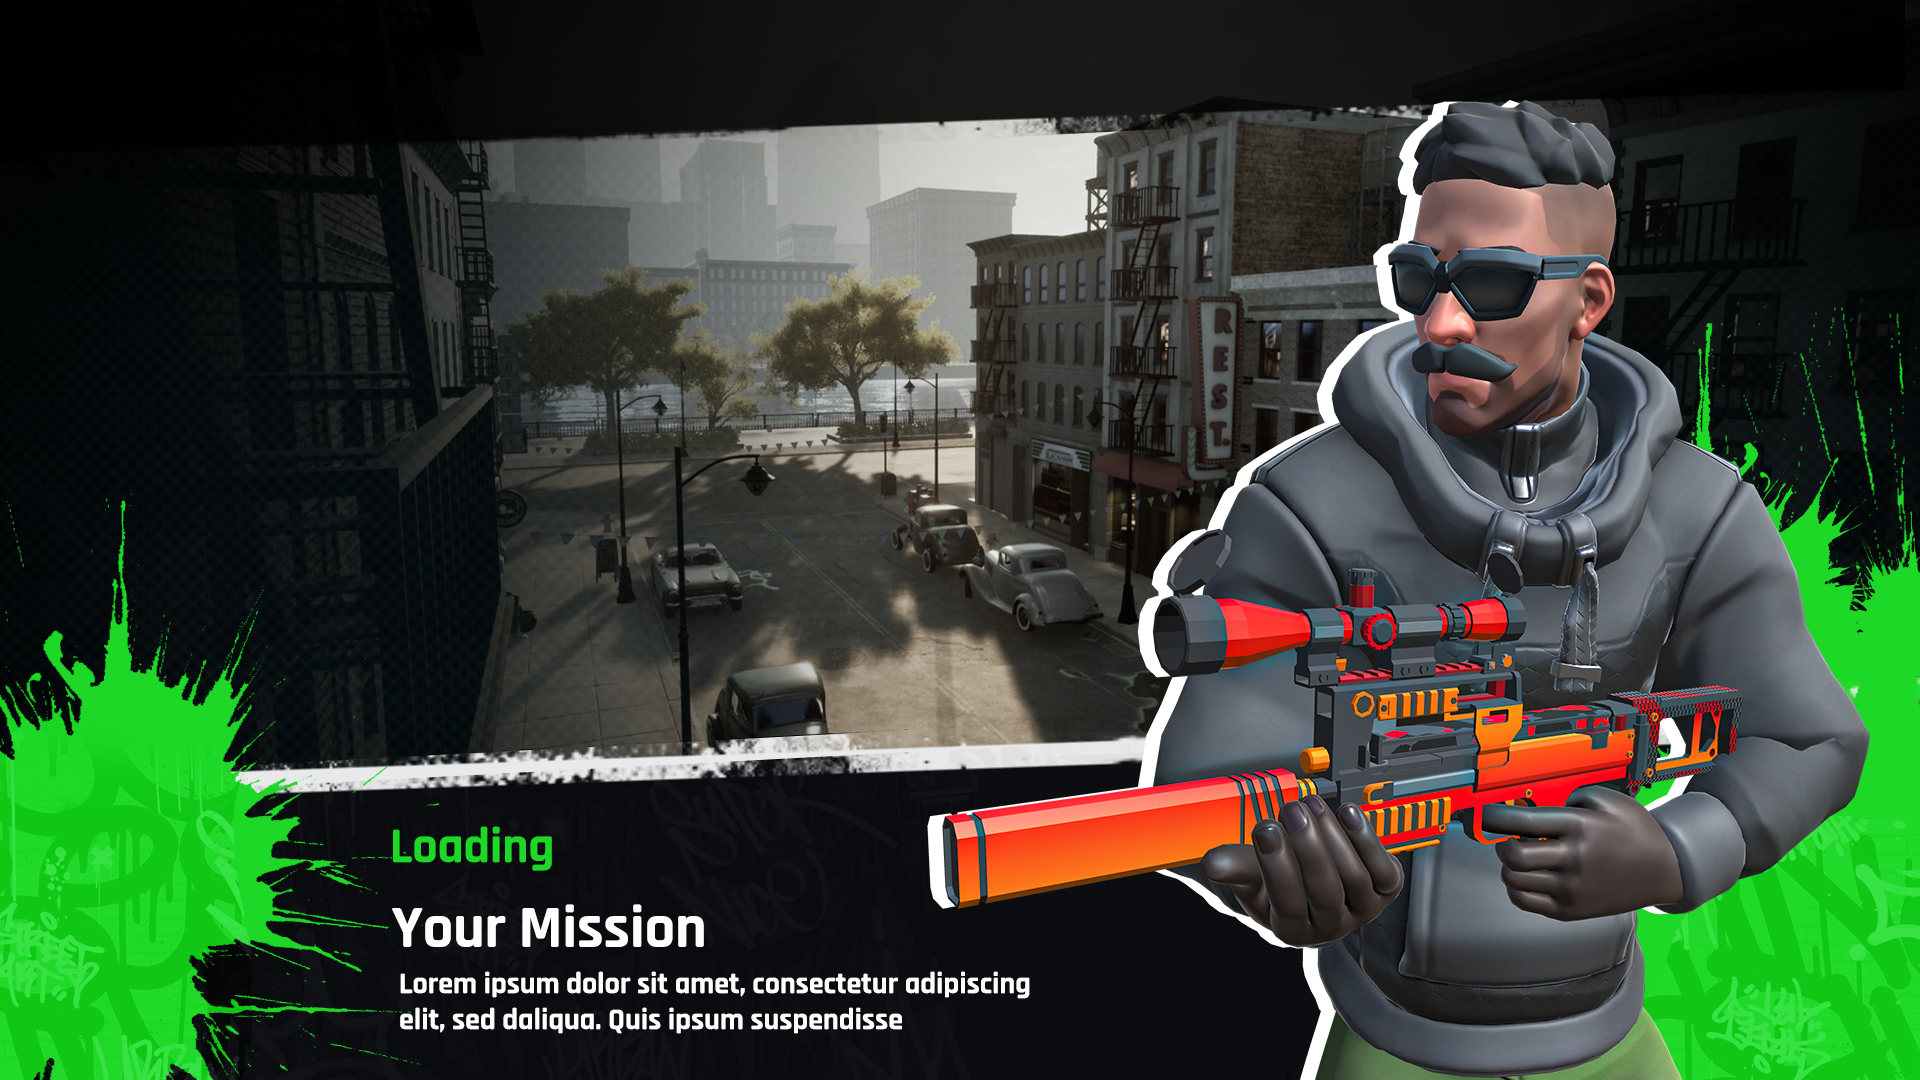 REST.
Loading
Your Mission
Lorem ipsum dolor sit amet, consectetur adipiscing
elit, sed daliqua. Quis ipsum suspendisse